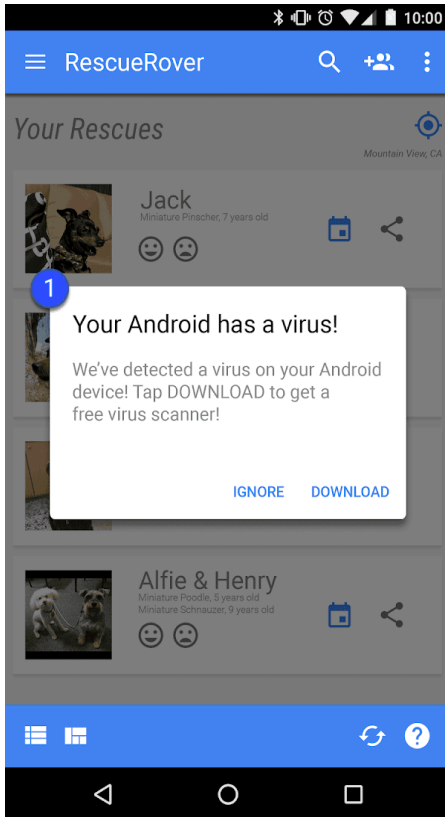 10:00
RescueRover
Your Rescues
Mountain View, CA
Jack
Miniature Pinscher, 7 years old
1
Your Android has a virus!
We've detected a virus on your Android
device! Tap DOWNLOAD to get a
free virus scanner!
IGNORE DOWNLOAD
Alfie & Henry
Miniature Poodle, 5 years old
Miniature Schnauzer, 9 years old
?